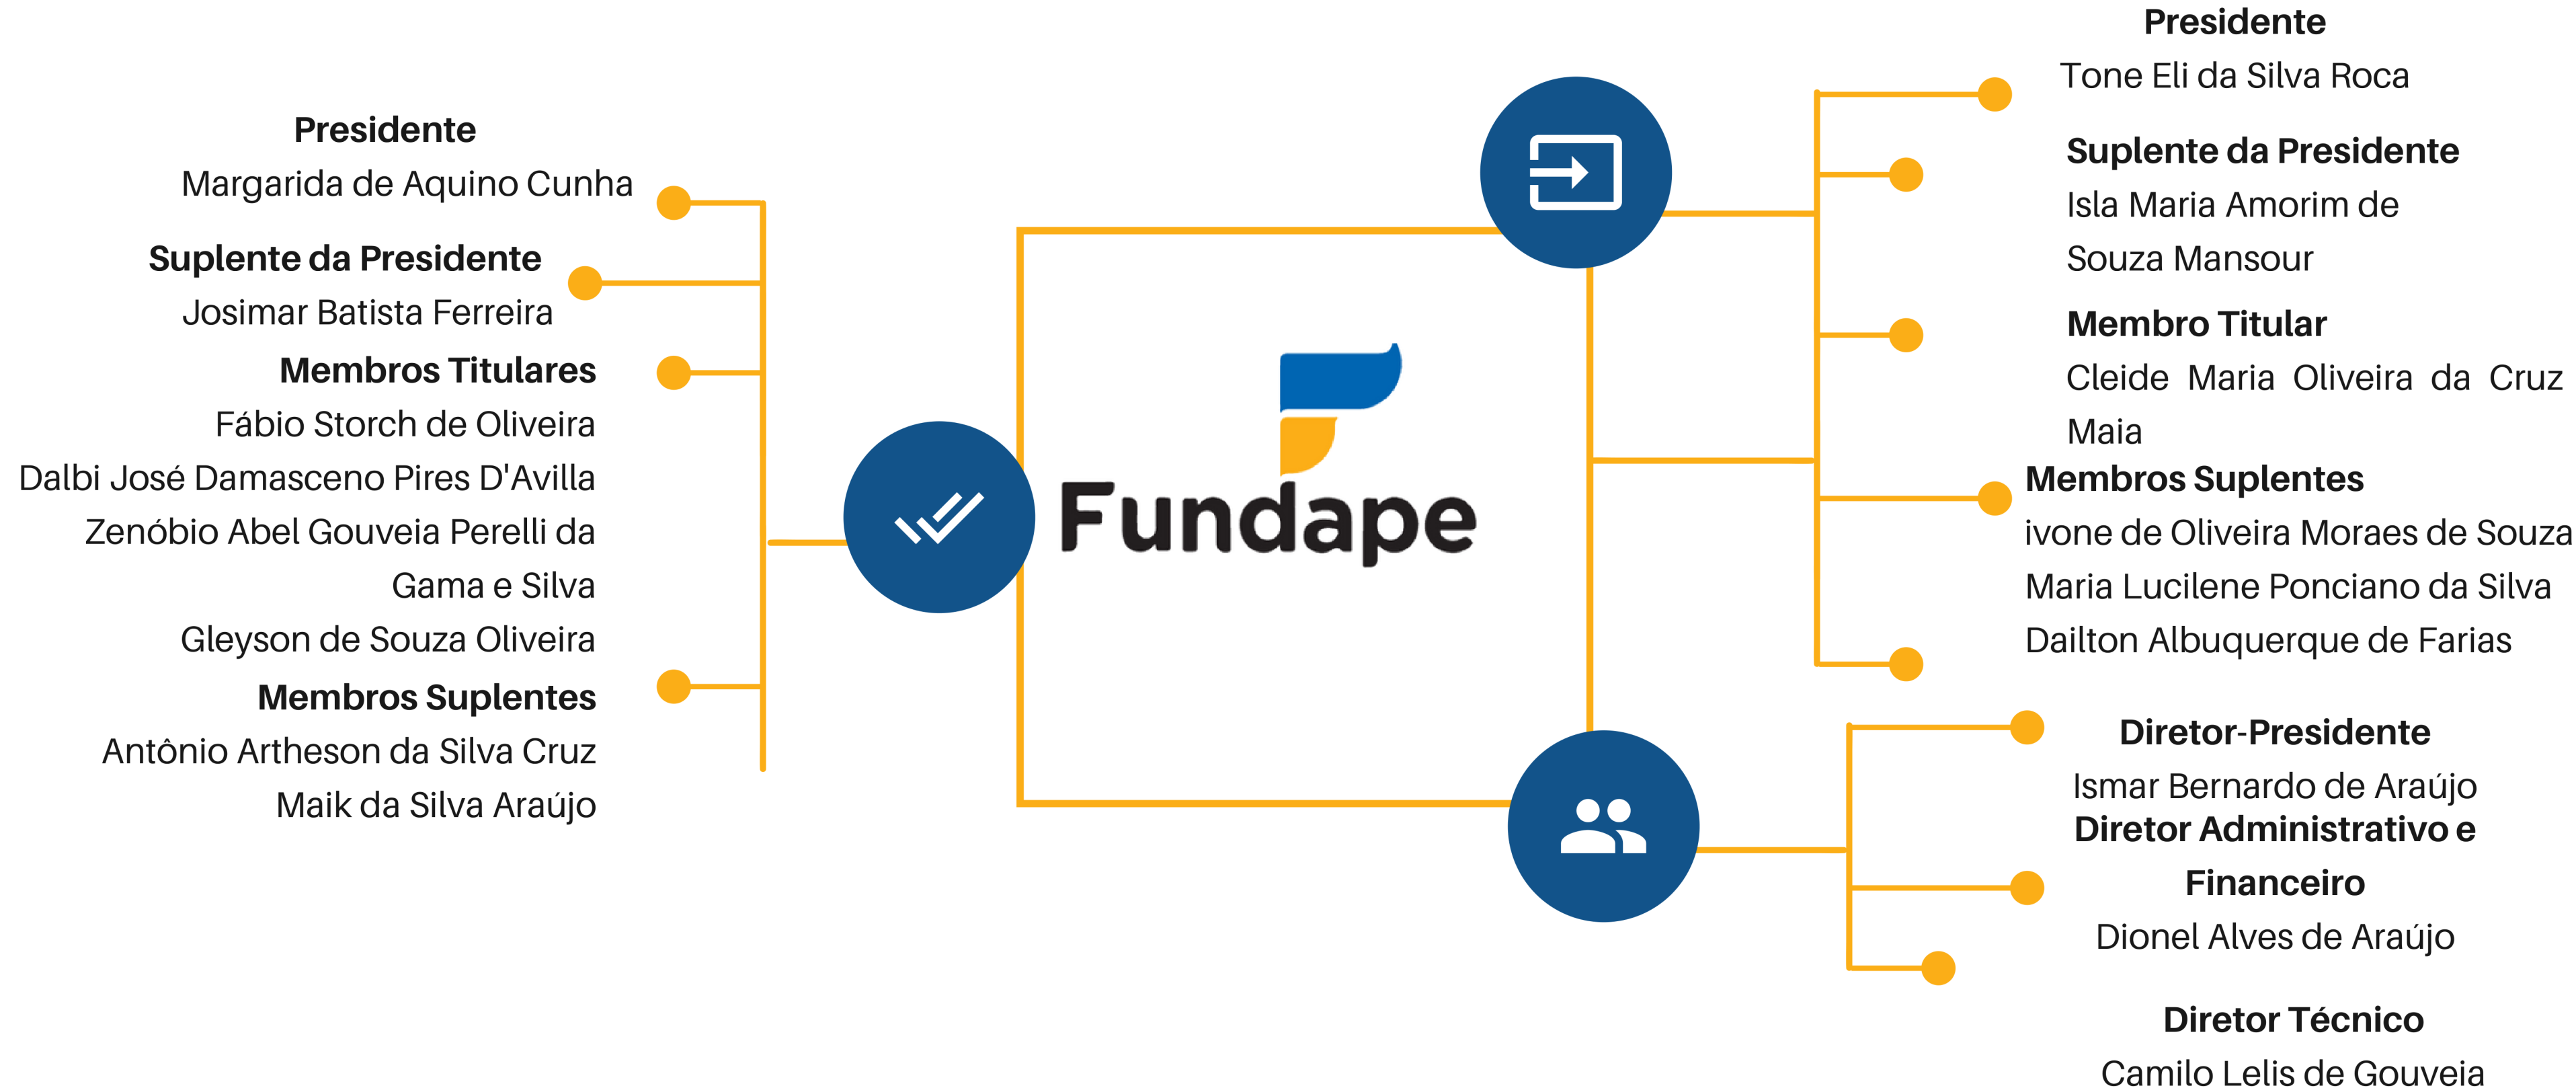 Presidente
Margarida de Aquino Cunha
Suplente da Presidente
Josimar Batista Ferreira
Membros Titulares
Fábio Storch de Oliveira
Dalbi José Damasceno Pires D'Avilla
Zenóbio Abel Gouveia Perelli da
Gama e Silva
Gleyson de Souza Oliveira
Membros Suplentes
Antônio Artheson da Silva Cruz
Maik da Silva Araújo
Fundape
Presidente
Tone Eli da Silva Roca
Suplente da Presidente
Isla Maria Amorim de
Souza Mansour
Membro Titular
Cleide Maria Oliveira da Cruz
Maia
Membros Suplentes
ivone de Oliveira Moraes de Souza
Maria Lucilene Ponciano da Silva
Dailton Albuquerque de Farias
Diretor-Presidente
Ismar Bernardo de Araújo
Diretor Administrativo e
Financeiro
Dionel Alves de Araújo
Diretor Técnico
Camilo Lelis de Gouveia